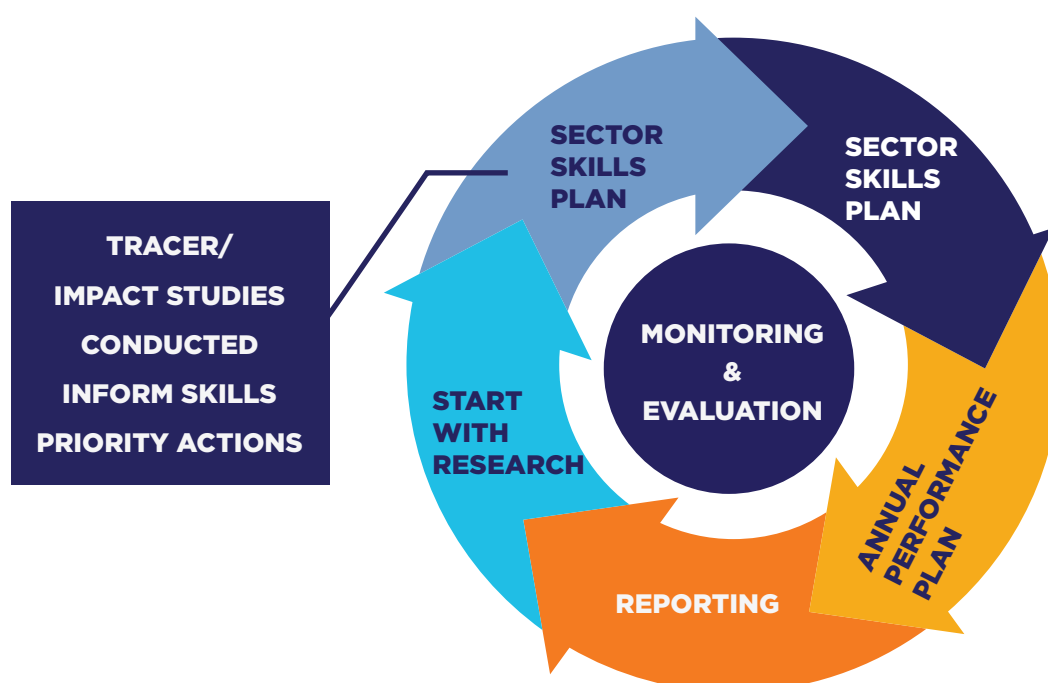 TRACER/
IMPACT STUDIES
CONDUCTED
INFORM SKILLS
PRIORITY ACTIONS
SECTOR
SKILLS
PLAN
SECTOR
SKILLS
PLAN
MONITORING
&
EVALUATION
START
WITH
RESEARCH
ANNUAL
PERFORMANCE
PLAN
REPORTING